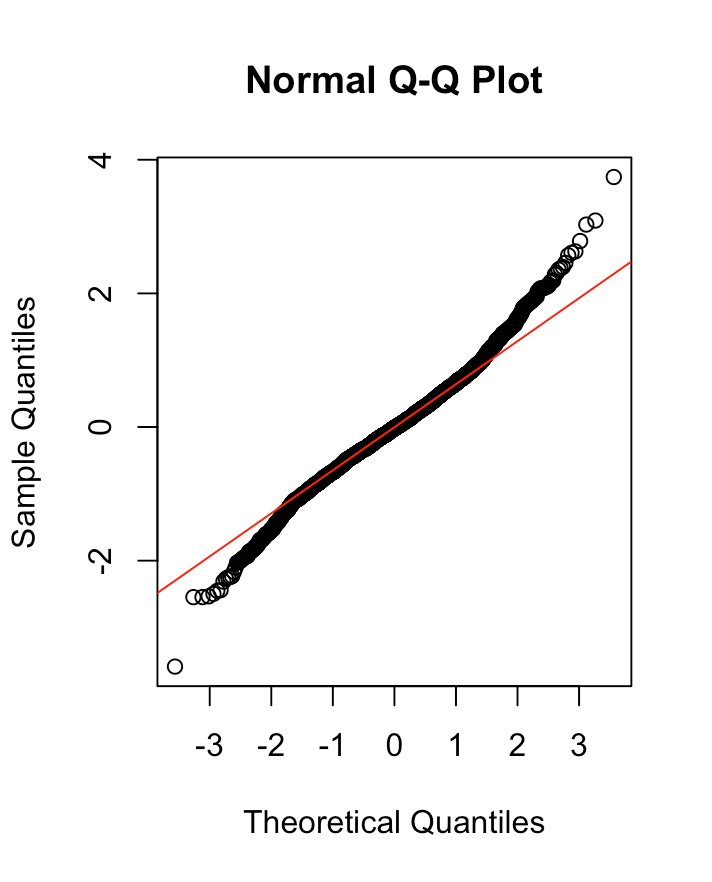 Normal Q-Q Plot
Sample Quantiles
4
2
0
-2
-3 -2 -1 0 1 2 3
Theoretical Quantiles